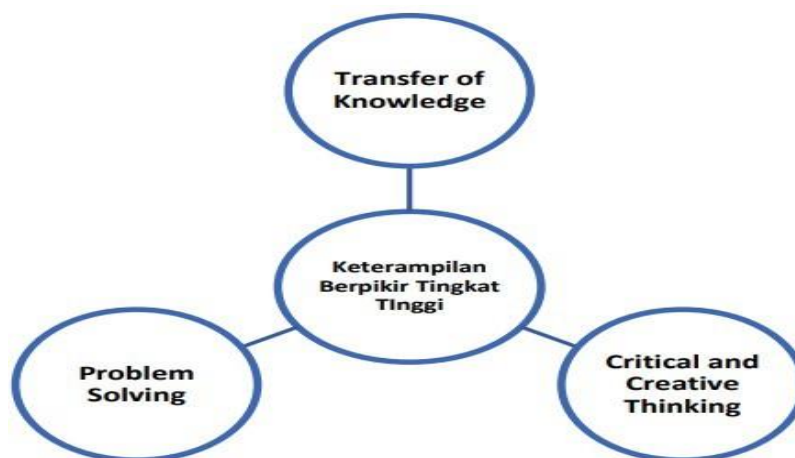 Transfer of
Knowledge
Keterampilan
Berpikir Tingkat
TInggi
Problem
Solving
Critical and
Creative
Thinking